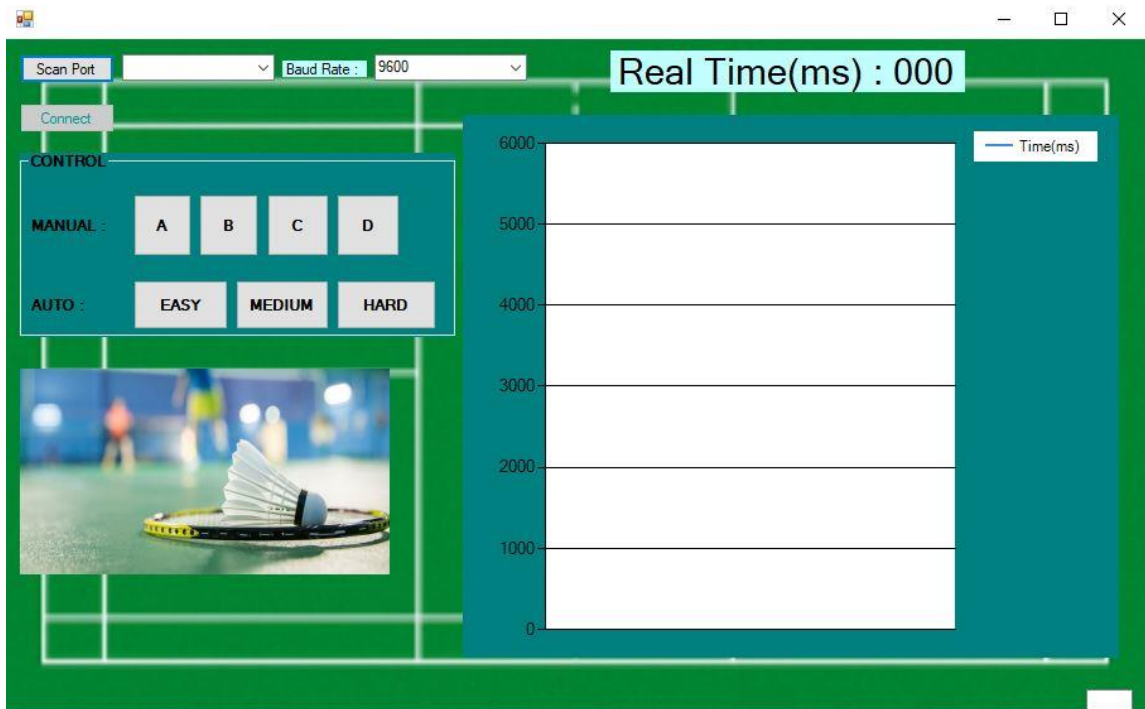 Scan Port
Baud Rate :
9600
Real Time(ms) : 000
Connect
CONTROL
MANUAL :
A
B
C
D
AUTO :
EASY
MEDIUM
HARD
6000
5000
4000
3000
2000
1000
0
Time(ms)